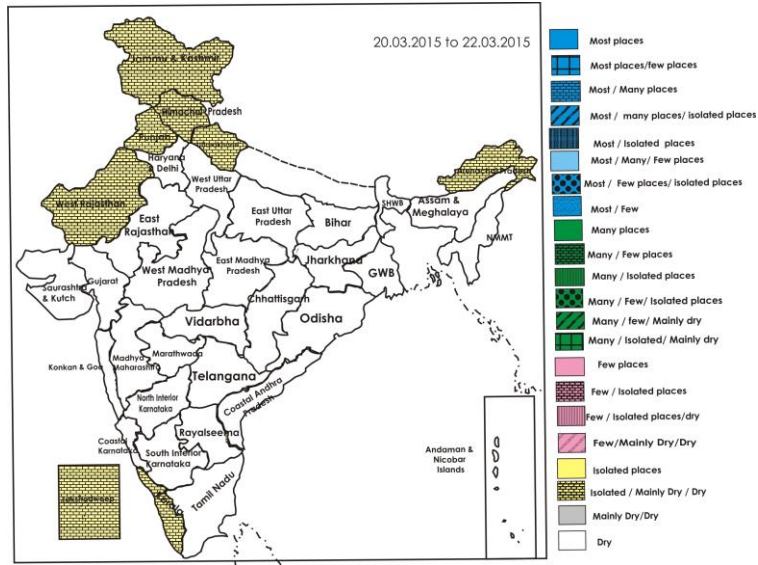 20.03.2015 to 22.03.2015
Jammu & Kashmir
Himachal Pradesh
Punjab
Haryana
& Delhi
West Uttar
Pradesh
West Rajasthan
East
Rajasthan
East Uttar
Pradesh
Bihar
SHWB
Assam &
Meghalaya
Arunachal Pradesh
NMMT
Saurashtra
& Kutch
Gujarat
West Madhya
Pradesh
East Madhya
Pradesh
Jharkhand
GWB
Chhattisgarh
Odisha
Vidarbha
Konkan & Goa
Madhya
Maharashtra
Marathwada
Telangana
North Interior
Karnataka
Coastal Andhra
Pradesh
Rayalseema
Coastal
Karnataka
South Interior
Karnataka
Tamil Nadu
Kerala
Lakshadweep
Andaman &
Nicobar
Islands
Most places
Most places/few places
Most / Many places
Most / many places/ isolated places
Most / Isolated places
Most / Many/ Few places
Most / Few places/ isolated places
Most / Few
Many places
Many / Few places
Many / Isolated places
Many / Few/ Isolated places
Many / few/ Mainly dry
Many / Isolated/ Mainly dry
Few places
Few / Isolated places
Few / Isolated places/dry
Few/Mainly Dry/Dry
Isolated places
Isolated / Mainly Dry / Dry
Mainly Dry/Dry
Dry